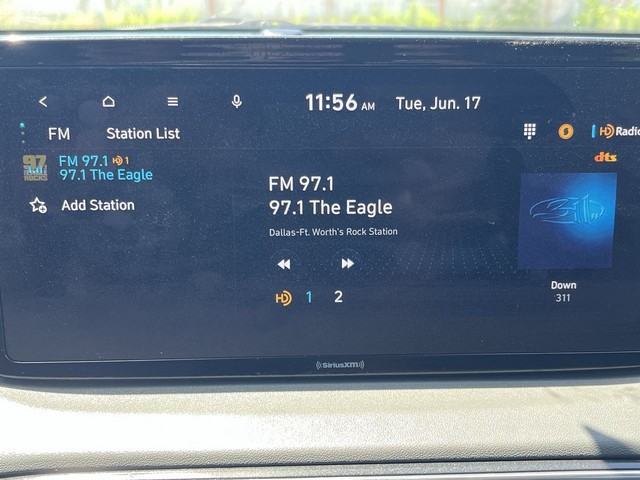 11:56 AM Tue, Jun. 17
FM Station List
HD Radio
dts
97.1
ROCKS
FM 97.1 HD 1
97.1 The Eagle
Add Station
FM 97.1
97.1 The Eagle
Dallas-Ft. Worth's Rock Station
HD 1 2
311
Down
311
((SiriusXM))